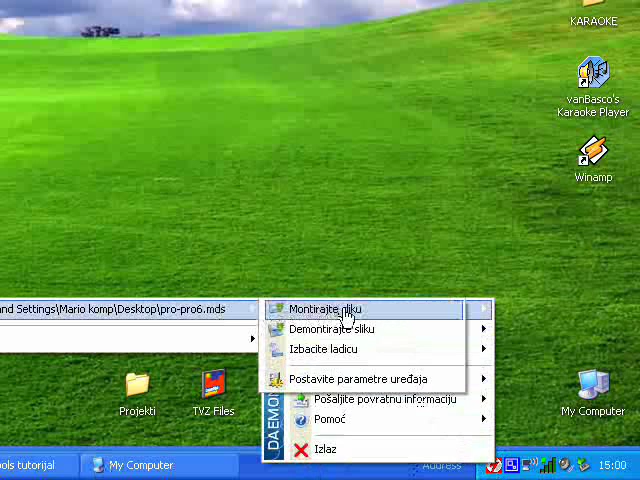 KARAOKE
vanBasco's
Karaoke Player
Winamp
and Settings\Mario komp\Desktop\pro-pro6.mds
Montirajte sliku
Demontirajte sliku
Izbacite ladicu
Postavite parametre uređaja
Pošaljite povratnu informaciju
Pomoć
Izlaz
DAEMON
Projekti
TVZ Files
My Computer
ools tutorijal
My Computer
Address
15:00